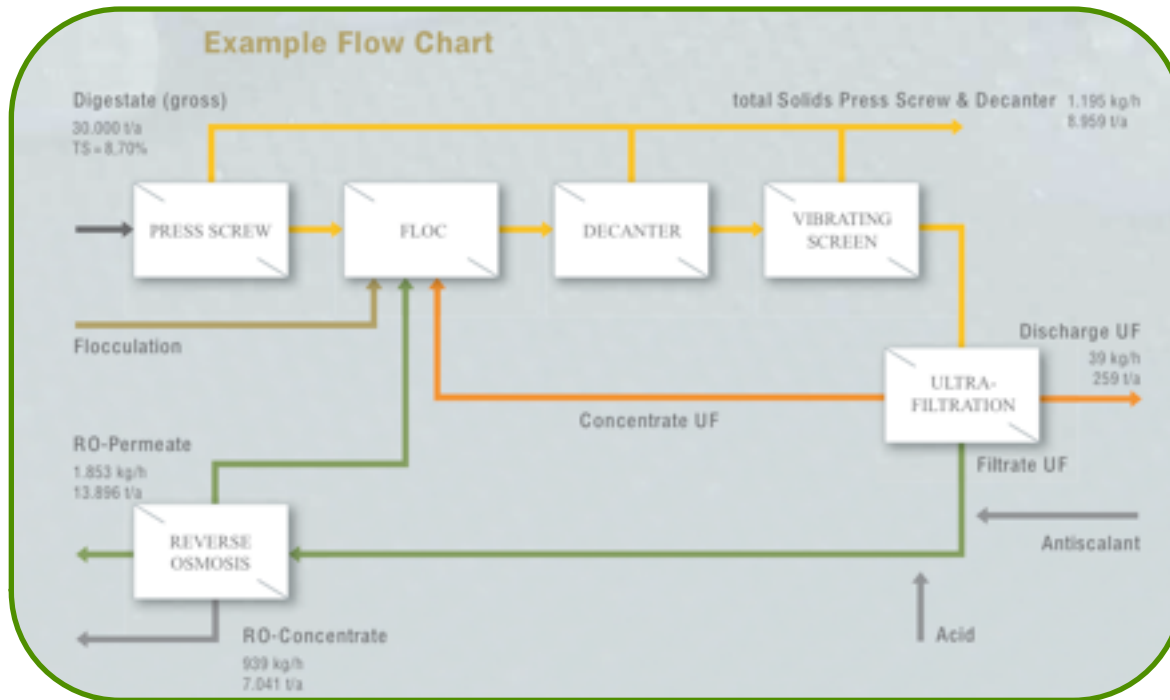 Example Flow Chart
Digestate (gross)
30.000 t/a
TS = 8,70%
total Solids Press Screw & Decanter 1.195 kg/h
8.959 t/a
PRESS SCREW
FLOC
DECANTER
VIBRATING
SCREEN
Flocculation
Discharge UF
39 kg/h
259 t/a
ULTRA-
FILTRATION
Concentrate UF
Filtrate UF
RO-Permeate
1.853 kg/h
13.896 t/a
REVERSE
OSMOSIS
Antiscalant
Acid
RO-Concentrate
939 kg/h
7.041 t/a